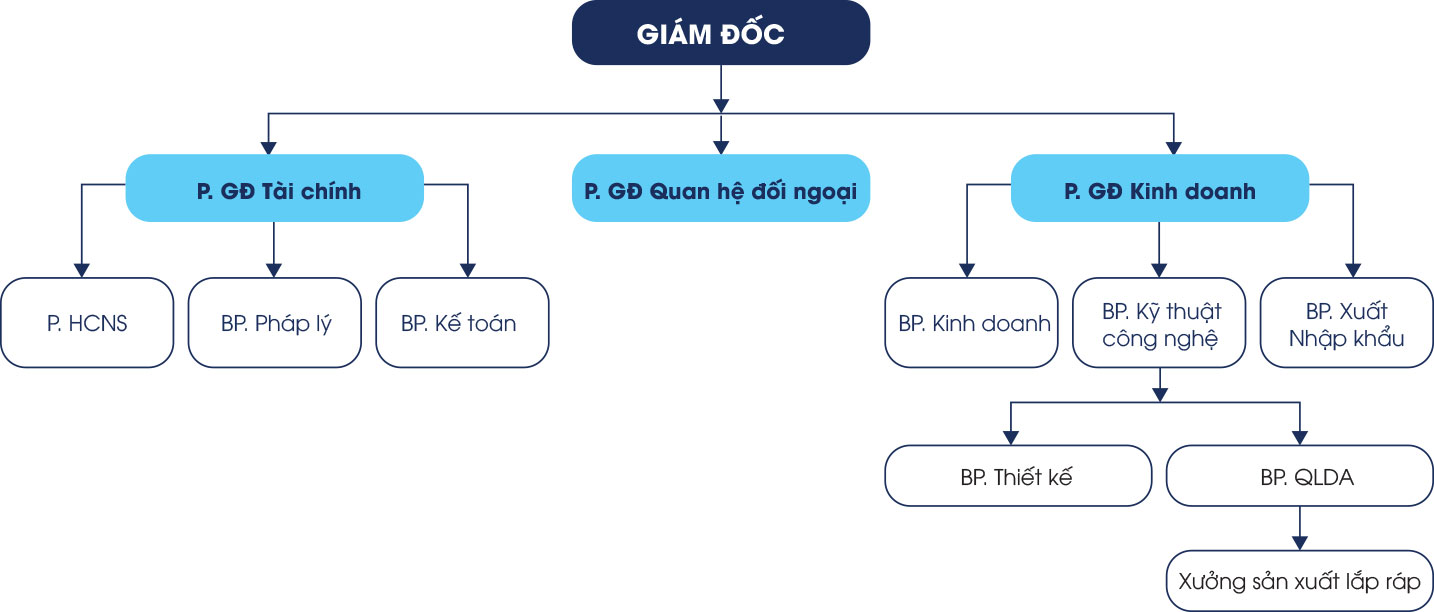 GIÁM ĐỐC
P. GĐ Tài chính
P. GĐ Quan hệ đối ngoại
P. GĐ Kinh doanh
P. HCNS
BP. Pháp lý
BP. Kế toán
BP. Kinh doanh
BP. Kỹ thuật
công nghệ
BP. Xuất
Nhập khẩu
BP. Thiết kế
BP. QLDA
Xưởng sản xuất lắp ráp